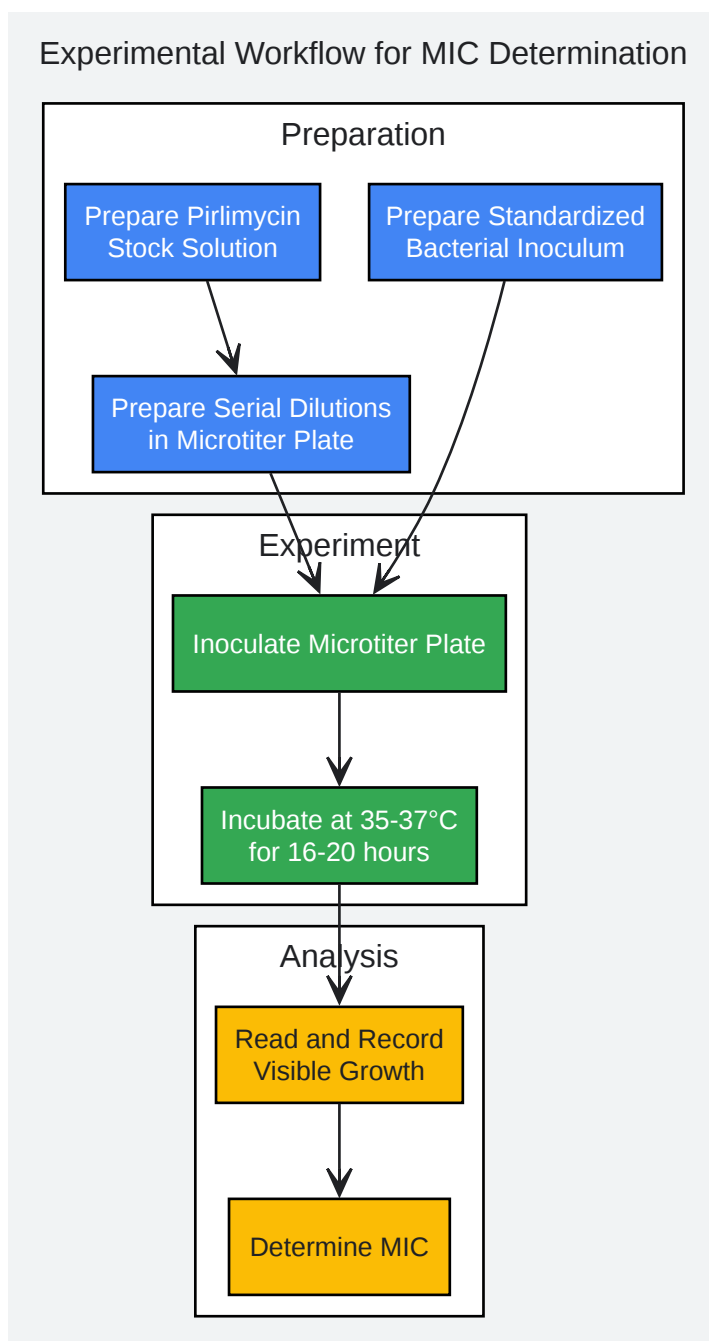 Experimental Workflow for MIC Determination
Preparation
Prepare Pirlimycin
Stock Solution
Prepare Standardized
Bacterial Inoculum
Prepare Serial Dilutions
in Microtiter Plate
Experiment
Inoculate Microtiter Plate
Incubate at 35-37°C
for 16-20 hours
Analysis
Read and Record
Visible Growth
Determine MIC